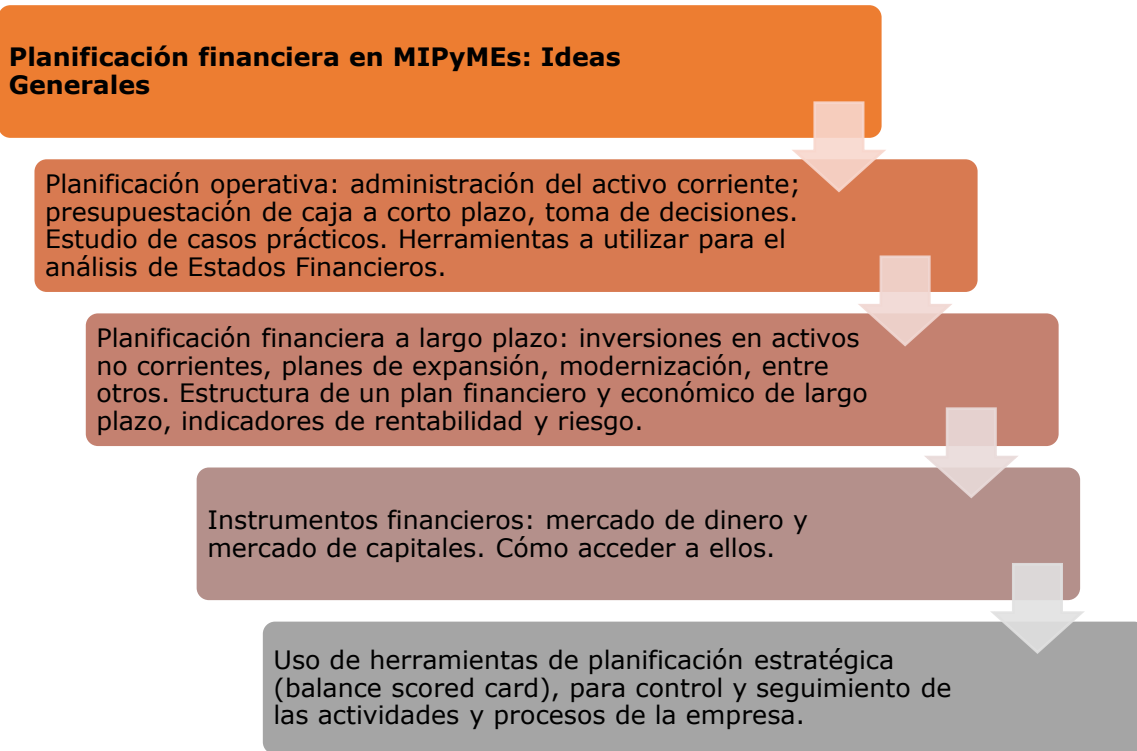 Planificación financiera en MIPyMEs: Ideas
Generales
Planificación operativa: administración del activo corriente;
presupuestación de caja a corto plazo, toma de decisiones.
Estudio de casos prácticos. Herramientas a utilizar para el
análisis de Estados Financieros.
Planificación financiera a largo plazo: inversiones en activos
no corrientes, planes de expansión, modernización, entre
otros. Estructura de un plan financiero y económico de largo
plazo, indicadores de rentabilidad y riesgo.
Instrumentos financieros: mercado de dinero y
mercado de capitales. Cómo acceder a ellos.
Uso de herramientas de planificación estratégica
(balance scored card), para control y seguimiento de
las actividades y procesos de la empresa.